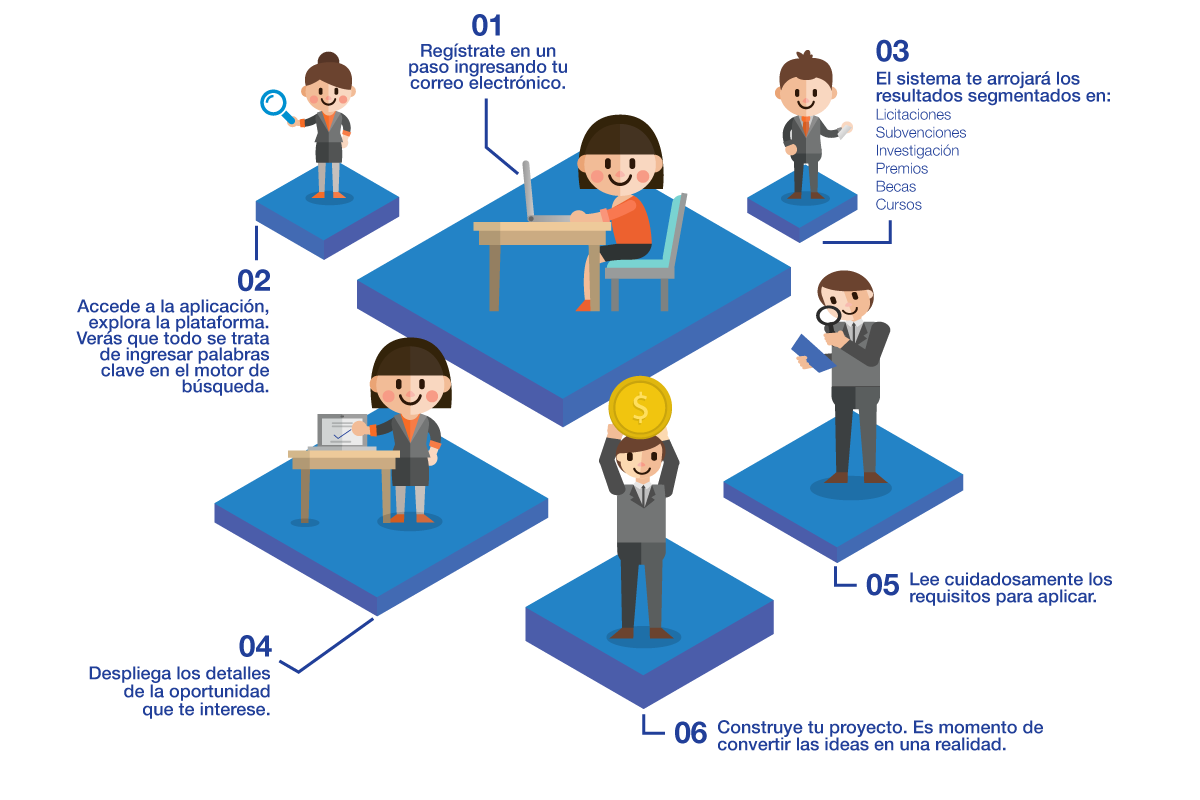 01
Regístrate en un
paso ingresando tu
correo electrónico.
02
Accede a la aplicación,
explora la plataforma.
Verás que todo se trata
de ingresar palabras
clave en el motor de
búsqueda.
03
El sistema te arrojará los
resultados segmentados en:
Licitaciones
Subvenciones
Investigación
Premios
Becas
Cursos
04
Despliega los detalles
de la oportunidad
que te interese.
05
Lee cuidadosamente los
requisitos para aplicar.
06
Construye tu proyecto. Es momento de
convertir las ideas en una realidad.
$